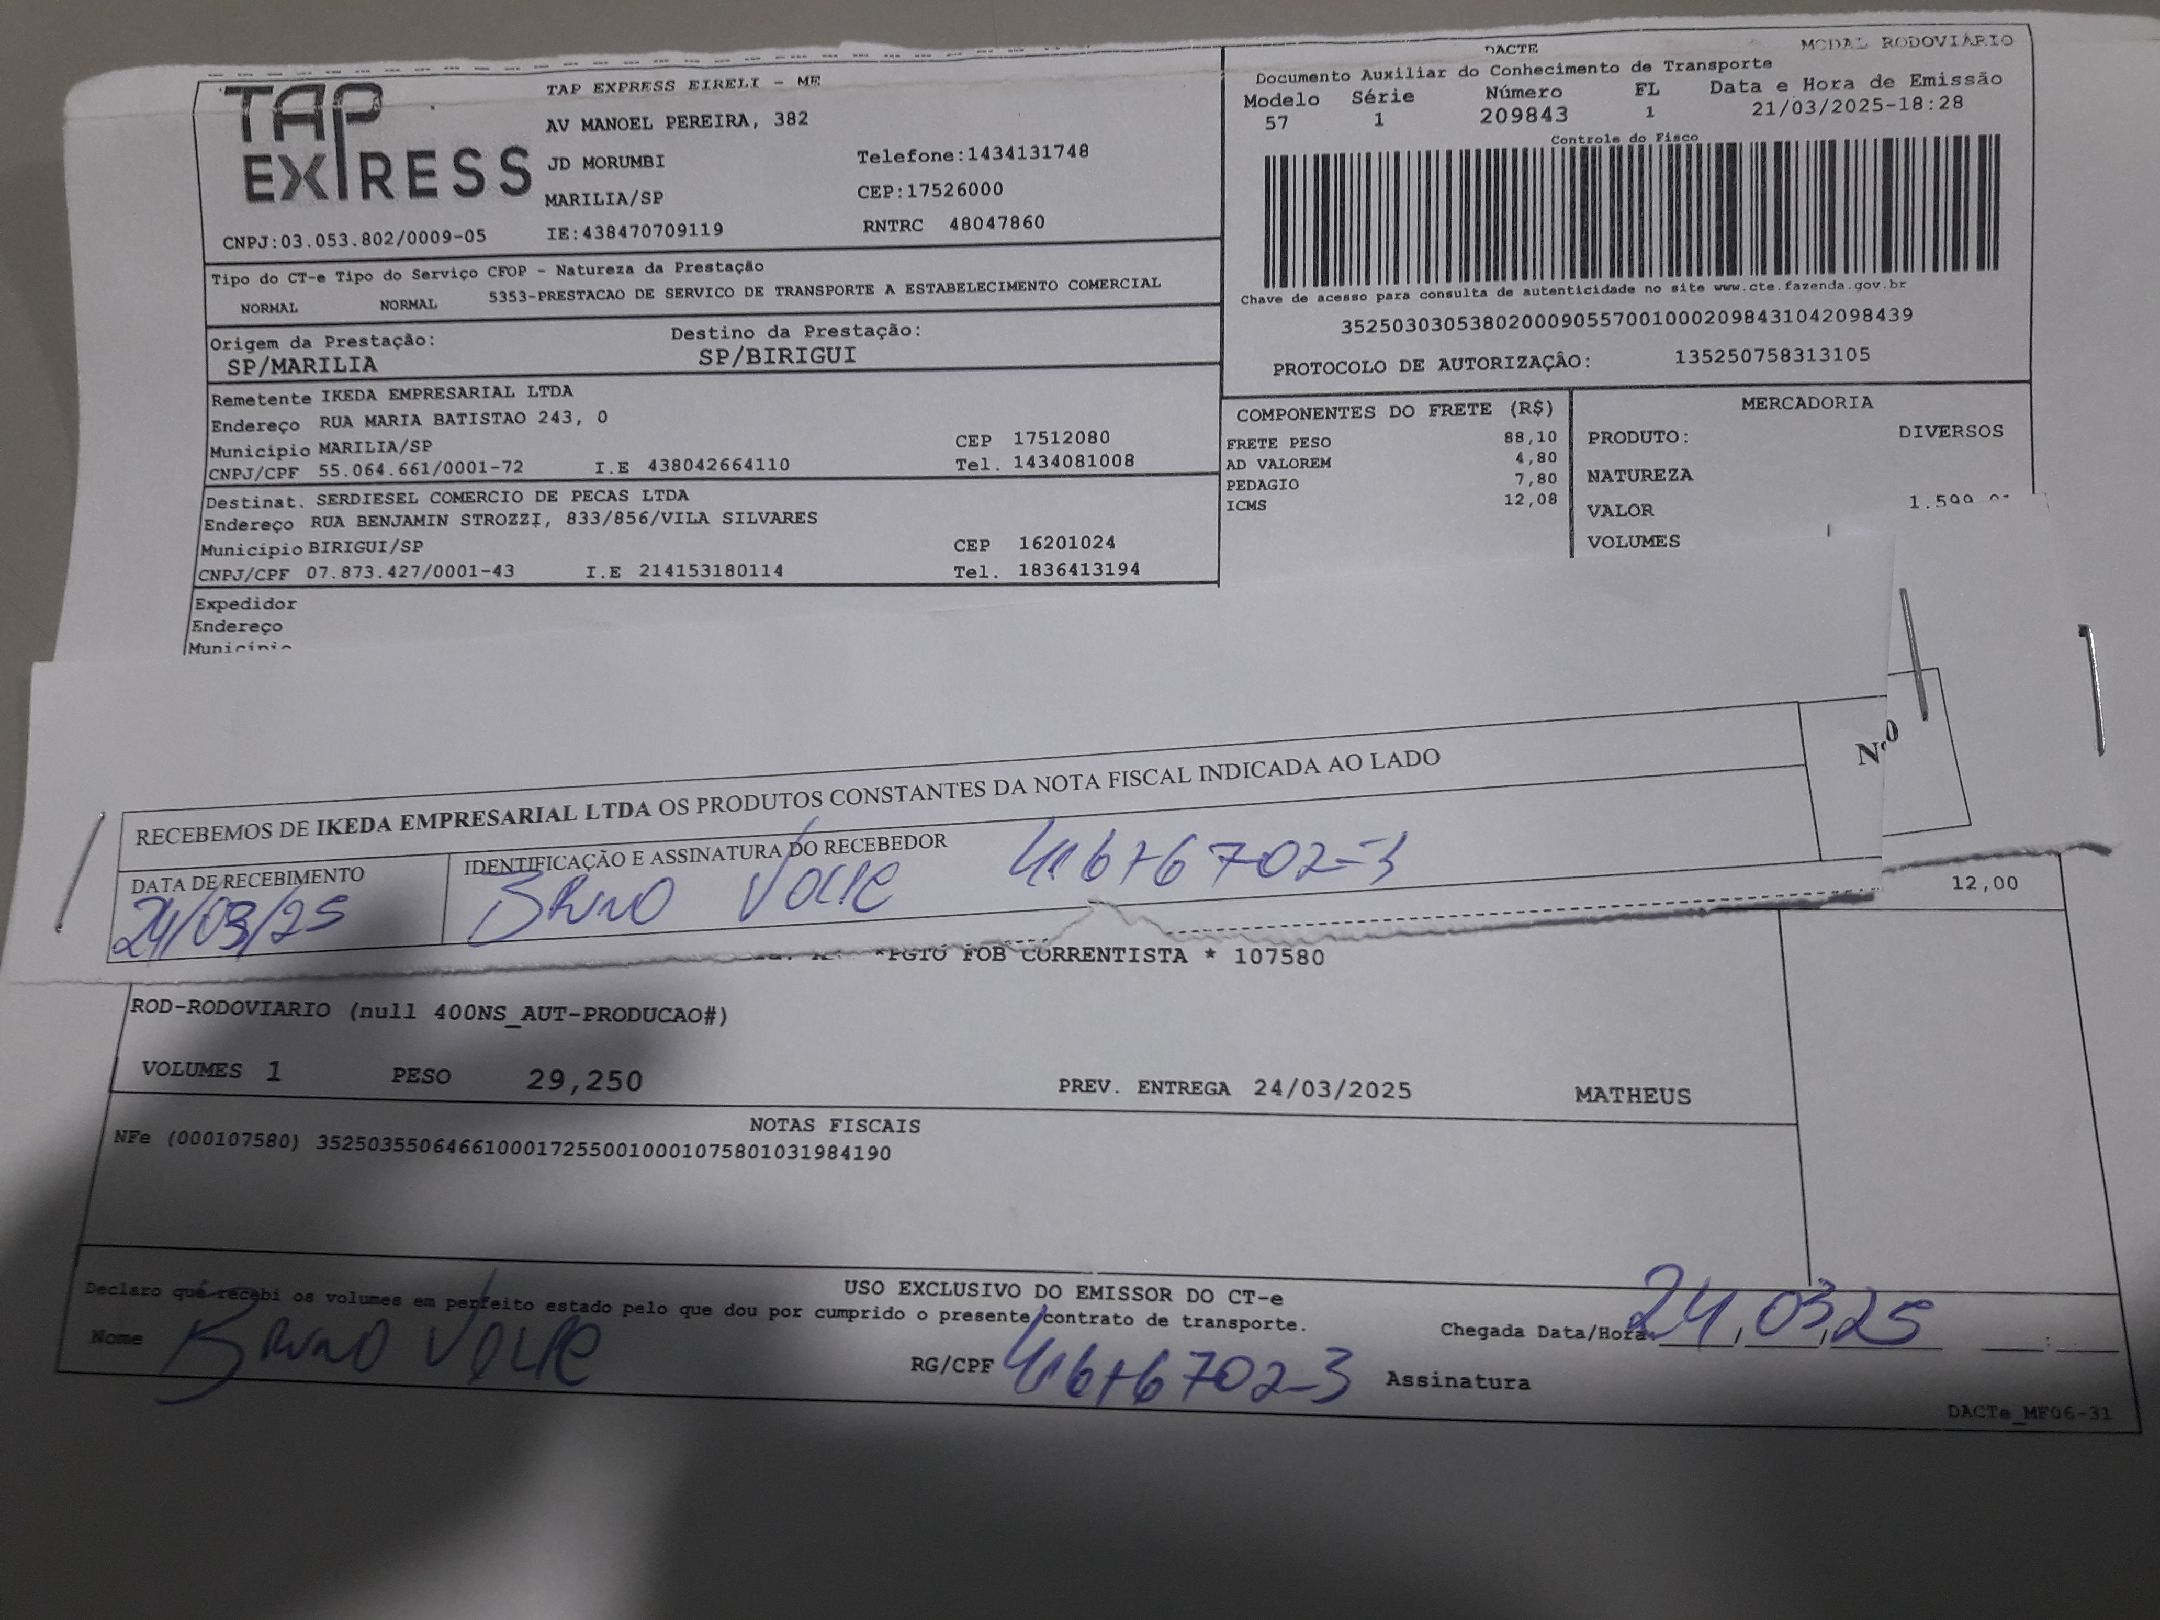 TAP EXPRESS
TAP EXPRESS EIRELI - ME
AV MANOEL PEREIRA, 382
JD MORUMBI Telefone:1434131748
MARILIA/SP CEP:17526000
CNPJ:03.053.802/0009-05 IE:438470709119 RNTRC 48047860
DACTE MODAL RODOVIÁRIO
Documento Auxiliar do Conhecimento de Transporte
Modelo Série Número FL Data e Hora de Emissão
57 1 209843 1 21/03/2025-18:28
Controle do Fisco
Chave de acesso para consulta de autenticidade no site www.cte.fazenda.gov.br
35250303053802000905570010002098431042098439
PROTOCOLO DE AUTORIZAÇÂO: 135250758313105
Tipo do CT-e Tipo do Serviço CFOP - Natureza da Prestação
NORMAL NORMAL 5353-PRESTACAO DE SERVICO DE TRANSPORTE A ESTABELECIMENTO COMERCIAL
Origem da Prestação: Destino da Prestação:
SP/MARILIA SP/BIRIGUI
Remetente IKEDA EMPRESARIAL LTDA
Endereço RUA MARIA BATISTAO 243, 0
Município MARILIA/SP CEP 17512080
CNPJ/CPF 55.064.661/0001-72 I.E 438042664110 Tel. 1434081008
Destinat. SERDIESEL COMERCIO DE PECAS LTDA
Endereço RUA BENJAMIN STROZZI, 833/856/VILA SILVARES
Município BIRIGUI/SP CEP 16201024
CNPJ/CPF 07.873.427/0001-43 I.E 214153180114 Tel. 1836413194
Expedidor
Endereço
Município
COMPONENTES DO FRETE (R$)
FRETE PESO 88,10
AD VALOREM 4,80
PEDAGIO 7,80
ICMS 12,08
MERCADORIA
PRODUTO: DIVERSOS
NATUREZA
VALOR
VOLUMES
RECEBEMOS DE IKEDA EMPRESARIAL LTDA OS PRODUTOS CONSTANTES DA NOTA FISCAL INDICADA AO LADO
DATA DE RECEBIMENTO IDENTIFICAÇÃO E ASSINATURA DO RECEBEDOR
24/03/25 BRUNO VOLPE
12,00
*PGTO FOB CORRENTISTA * 107580
ROD-RODOVIARIO (null 400NS_AUT-PRODUCAO#)
VOLUMES 1 PESO 29,250 PREV. ENTREGA 24/03/2025 MATHEUS
NOTAS FISCAIS
NFe (000107580) 35250355064661000172550010001075801031984190
USO EXCLUSIVO DO EMISSOR DO CT-e
Declaro que recebi os volumes em perfeito estado pelo que dou por cumprido o presente contrato de transporte.
Nome BRUNO VOLPE RG/CPF Assinatura Chegada Data/Hora 24/03/25
DACTe_MF06-31